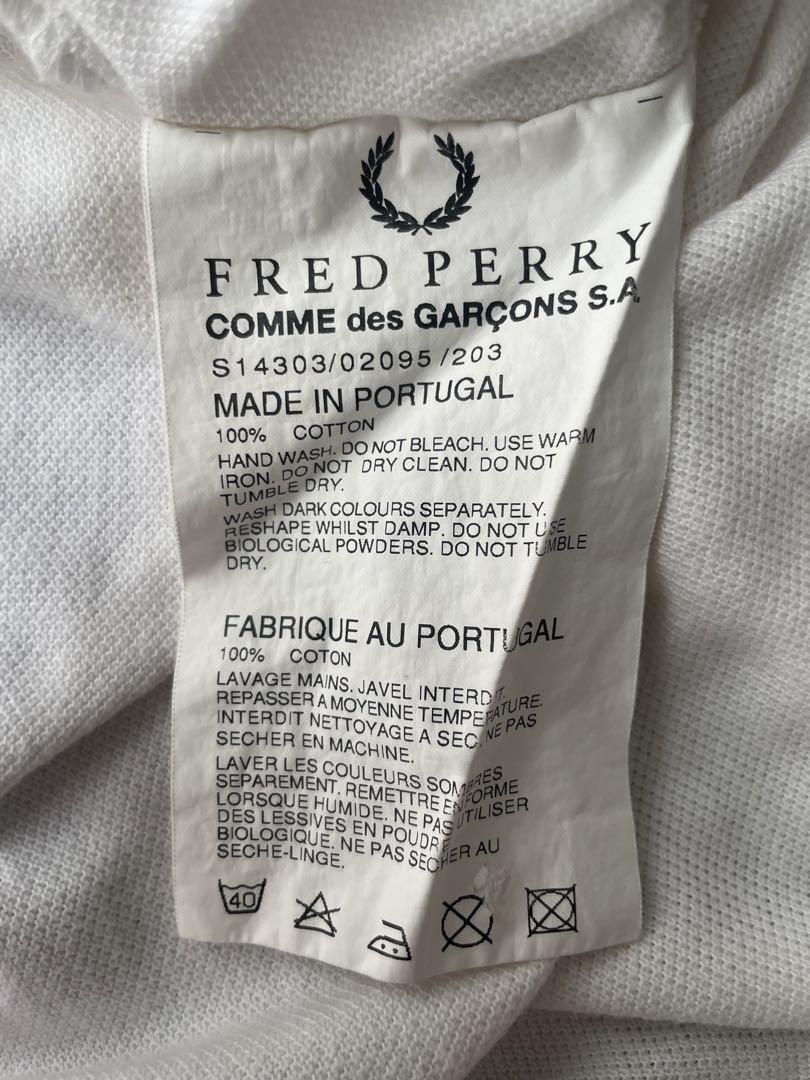 FRED PERRY
COMME des GARÇONS S.A.
S14303/02095/203
MADE IN PORTUGAL
100% COTTON
HAND WASH. DO NOT BLEACH. USE WARM
IRON. DO NOT DRY CLEAN. DO NOT
TUMBLE DRY.
WASH DARK COLOURS SEPARATELY.
RESHAPE WHILST DAMP. DO NOT USE
BIOLOGICAL POWDERS. DO NOT TUMBLE
DRY.
FABRIQUE AU PORTUGAL
100% COTON
LAVAGE MAINS. JAVEL INTERDIT.
REPASSER A MOYENNE TEMPERATURE.
INTERDIT NETTOYAGE A SEC. NE PAS
SECHER EN MACHINE.
LAVER LES COULEURS SOMBRES
SEPAREMENT. REMETTRE EN FORME
LORSQUE HUMIDE. NE PAS UTILISER
DES LESSIVES EN POUDRE
BIOLOGIQUE. NE PAS SECHER AU
SECHE-LINGE.
40